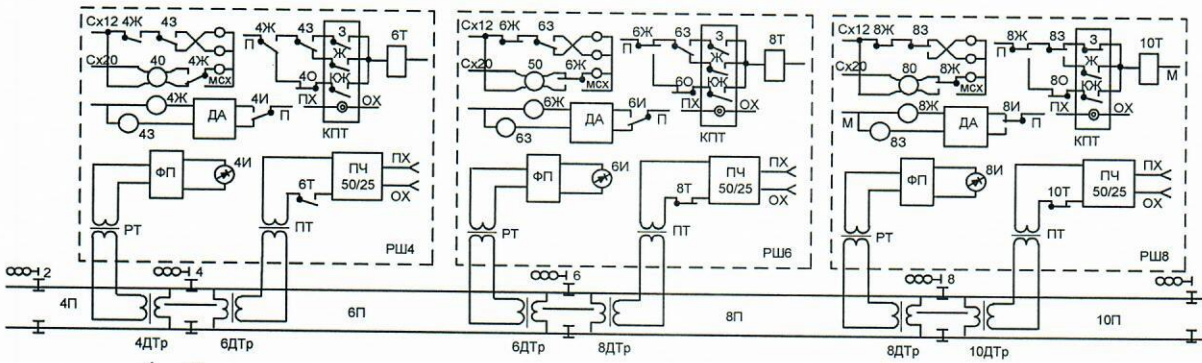 Сх12 4Ж 43
3
6Т
П
43
Ж
Сх20
40
4Ж
МСХ
40
ЮЖ
ПХ
ОХ
4Ж
4И
П
ДА
43
КПТ
ФП
4И
ПЧ
50/25
ПХ
ОХ
6Т
РТ
ПТ
РШ4
Сх12 6Ж 63
П
6Ж
63
3
8Т
Ж
Сх20
50
6Ж
МСХ
60
ЮЖ
ПХ
ОХ
6Ж
6И
П
ДА
63
КПТ
ФП
6И
ПЧ
50/25
ПХ
ОХ
8Т
РТ
ПТ
РШ6
Сх12 8Ж 83
П
8Ж 83
3
10Т
М
Ж
Сх20
80
8Ж
МСХ
80
ЮЖ
ПХ
ОХ
8Ж
8И
П
М
ДА
83
КПТ
ФП
8И
ПЧ
50/25
ПХ
ОХ
10Т
РТ
ПТ
РШ8
2
4
6
8
4П
6П
8П
10П
4ДТр 6ДТр
6ДТр 8ДТр
8ДТр 10ДТр